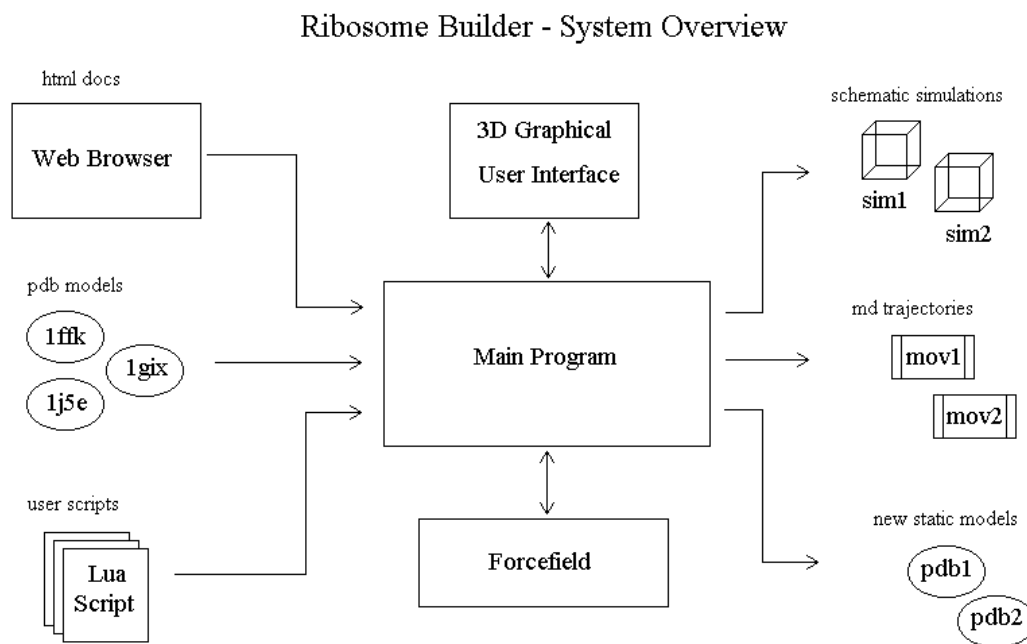 Ribosome Builder - System Overview
html docs
Web Browser
pdb models
1ffk
1gix
1j5e
user scripts
Lua
Script
3D Graphical
User Interface
Main Program
Forcefield
schematic simulations
sim1
sim2
md trajectories
mov1
mov2
new static models
pdb1
pdb2